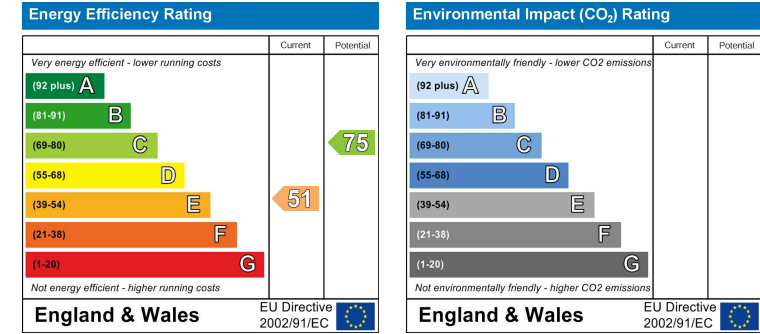 Energy Efficiency Rating
Current Potential
Very energy efficient - lower running costs
(92 plus) A
(81-91) B
(69-80) C
75
(55-68) D
(39-54) E
51
(21-38) F
(1-20) G
Not energy efficient - higher running costs
England & Wales
EU Directive
2002/91/EC
Environmental Impact (CO₂) Rating
Current Potential
Very environmentally friendly - lower CO2 emissions
(92 plus) A
(81-91) B
(69-80) C
(55-68) D
(39-54) E
(21-38) F
(1-20) G
Not environmentally friendly - higher CO2 emissions
England & Wales
EU Directive
2002/91/EC